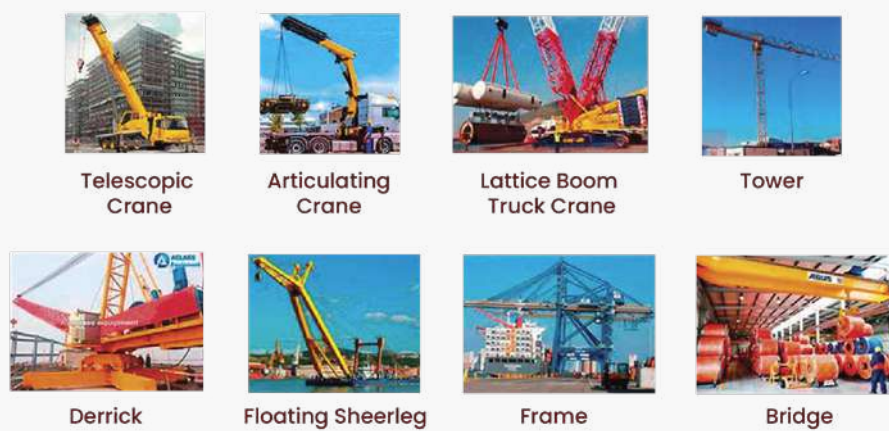 Telescopic
Crane
Articulating
Crane
Lattice Boom
Truck Crane
Tower
Derrick
Floating Sheerleg
Frame
Bridge